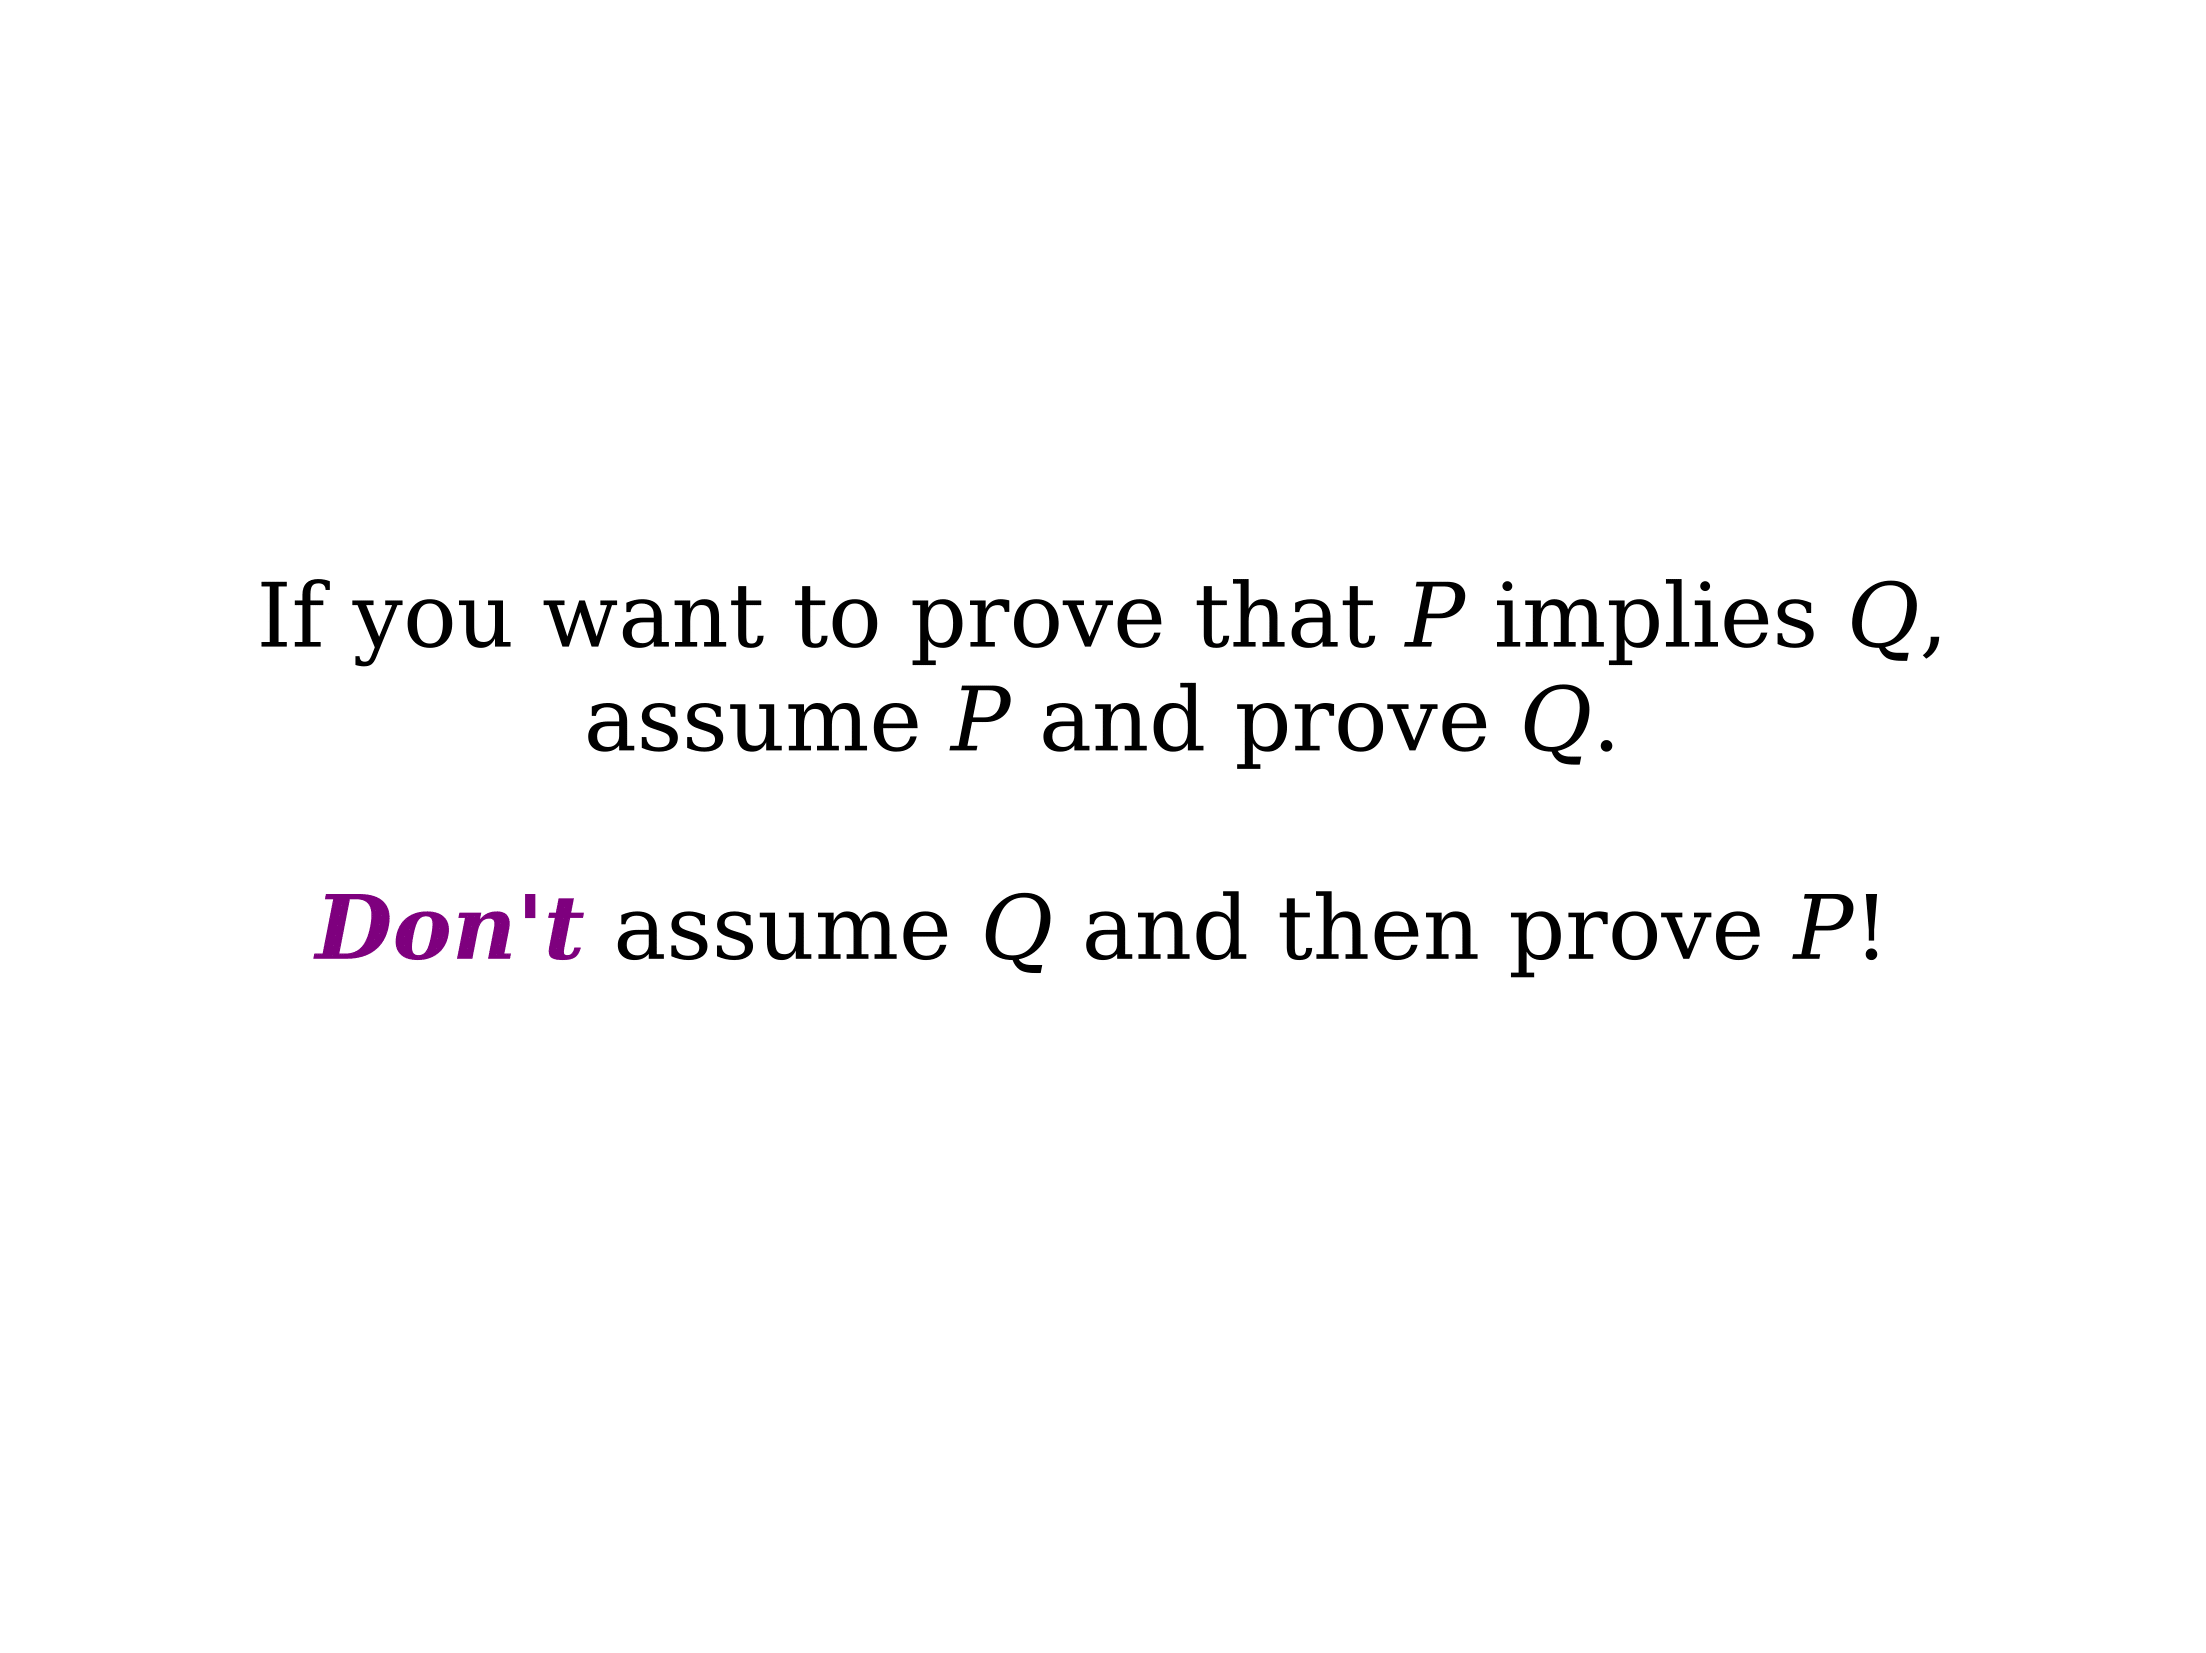 If you want to prove that P implies Q,
assume P and prove Q.
Don't assume Q and then prove P!